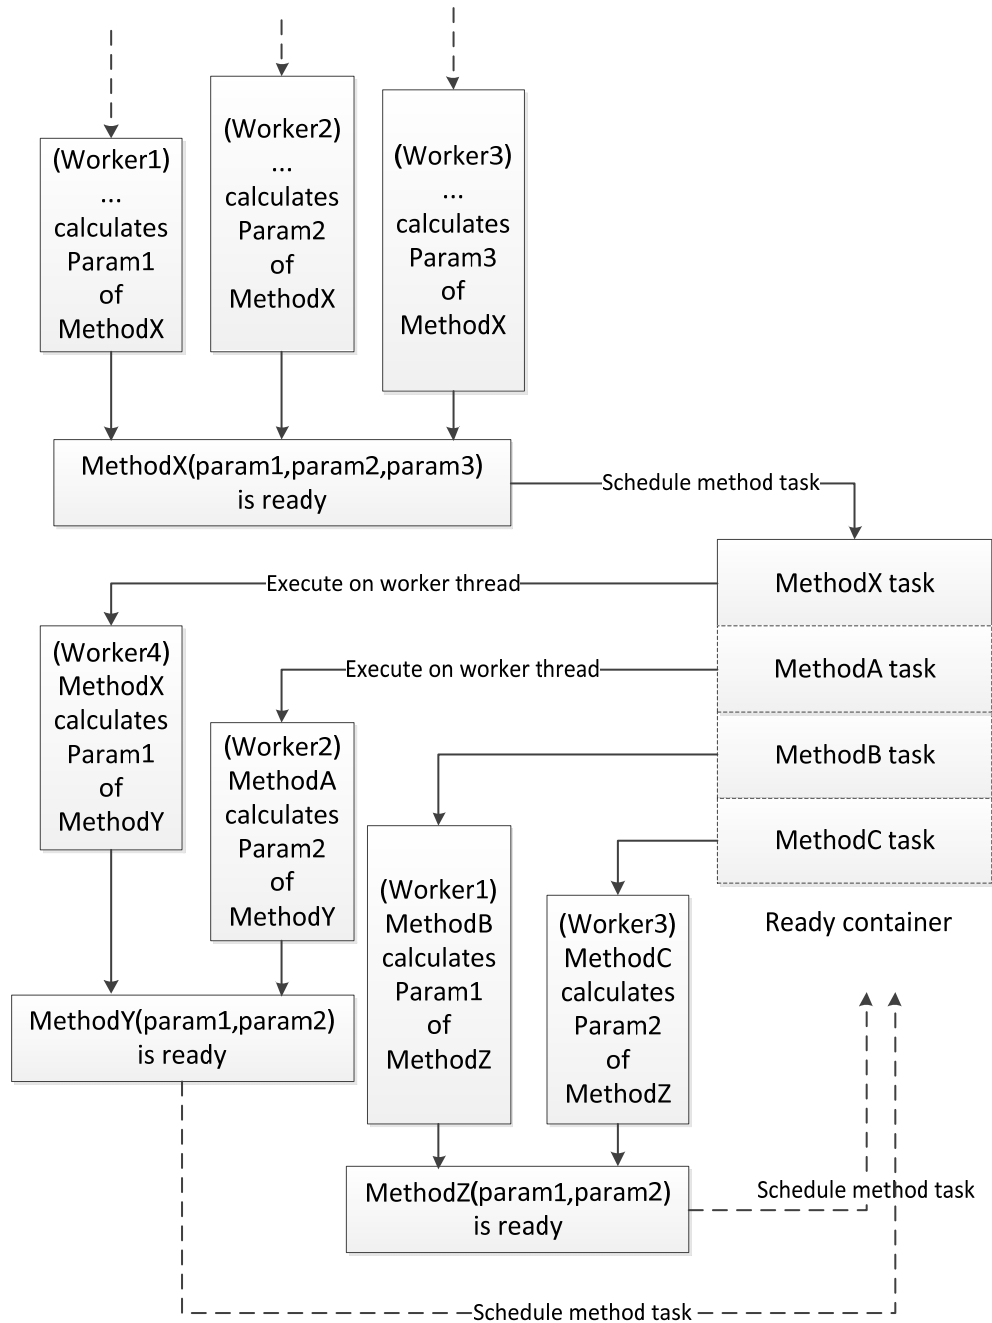 (Worker1)
...
calculates
Param1
of
MethodX
(Worker2)
...
calculates
Param2
of
MethodX
(Worker3)
...
calculates
Param3
of
MethodX
MethodX(param1,param2,param3)
is ready
Schedule method task
MethodX task
MethodA task
MethodB task
MethodC task
Ready container
Execute on worker thread
Execute on worker thread
(Worker4)
MethodX
calculates
Param1
of
MethodY
(Worker2)
MethodA
calculates
Param2
of
MethodY
(Worker1)
MethodB
calculates
Param1
of
MethodZ
(Worker3)
MethodC
calculates
Param2
of
MethodZ
MethodY(param1,param2)
is ready
MethodZ(param1,param2)
is ready
Schedule method task
Schedule method task